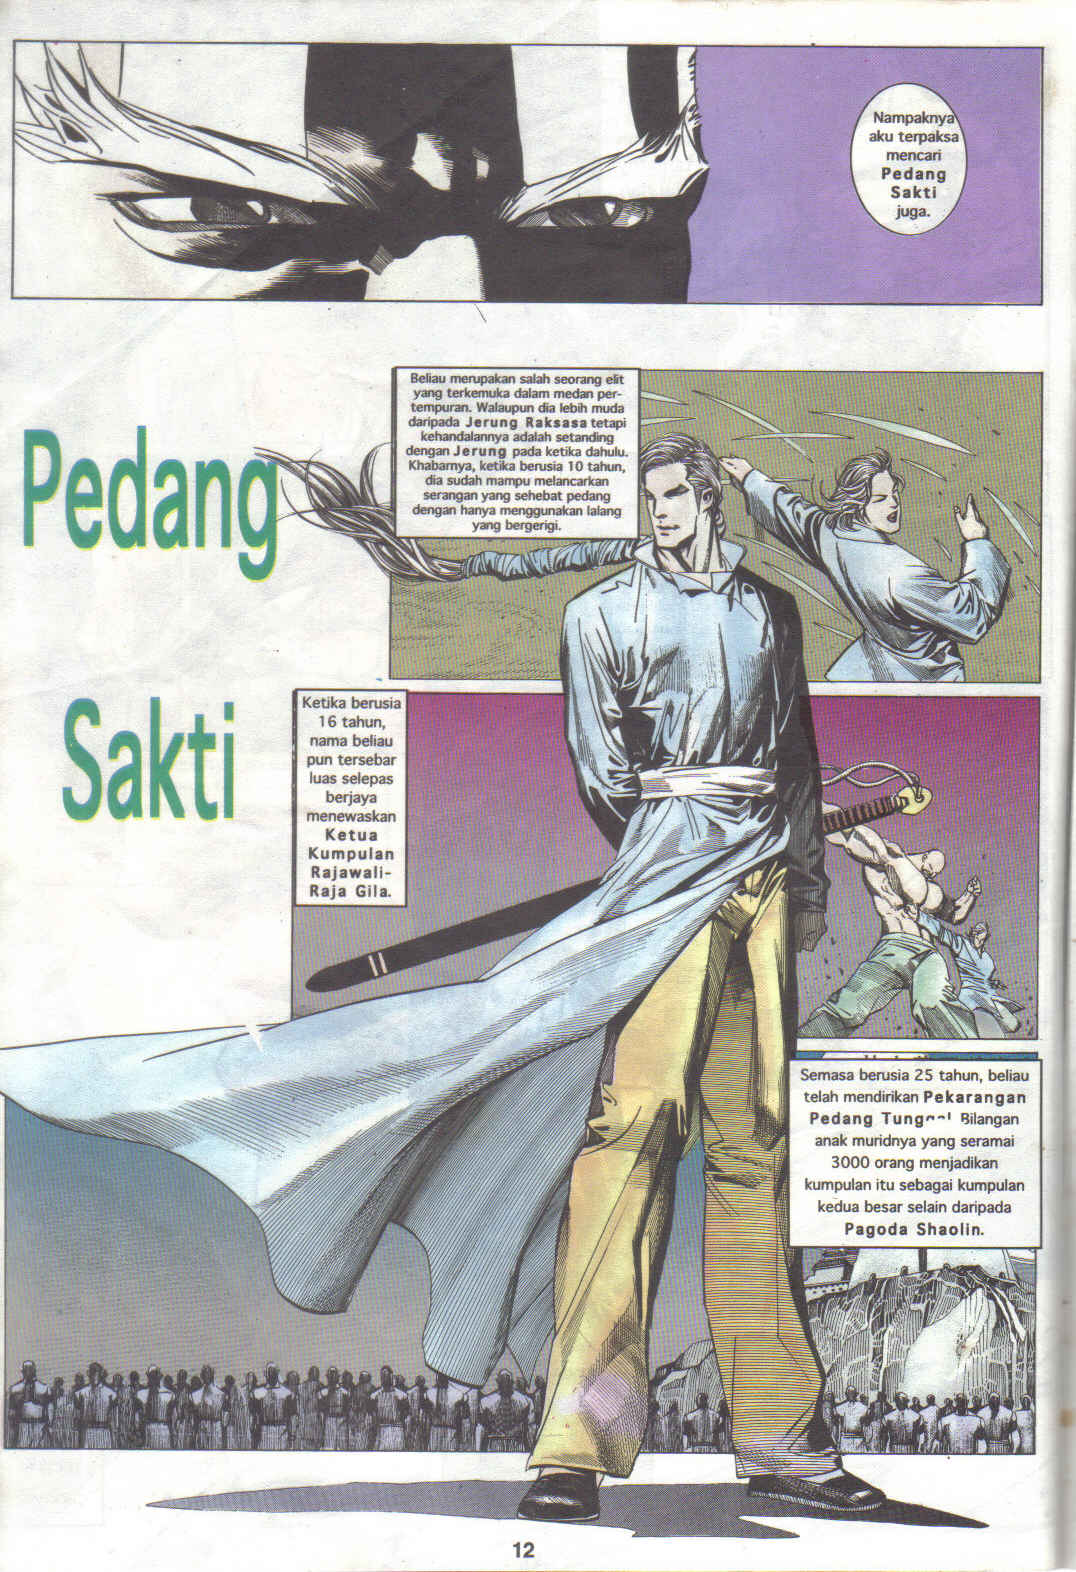 Nampaknya
aku terpaksa
mencari
Pedang
Sakti
juga.
Pedang
Sakti
Beliau merupakan salah seorang elit
yang terkemuka dalam medan per-
tempuran. Walaupun dia lebih muda
daripada Jerung Raksasa tetapi
kehandalannya adalah setanding
dengan Jerung pada ketika dahulu.
Khabarnya, ketika berusia 10 tahun,
dia sudah mampu melancarkan
serangan yang sehebat pedang
dengan hanya menggunakan lalang
yang bergerigi.
Ketika berusia
16 tahun,
nama beliau
pun tersebar
luas selepas
berjaya
menewaskan
Ketua
Kumpulan
Rajawali-
Raja Gila.
Semasa berusia 25 tahun, beliau
telah mendirikan Pekarangan
Pedang Bilangan
anak muridnya yang seramai
3000 orang menjadikan
kumpulan itu sebagai kumpulan
kedua besar selain daripada
Pagoda Shaolin.
12